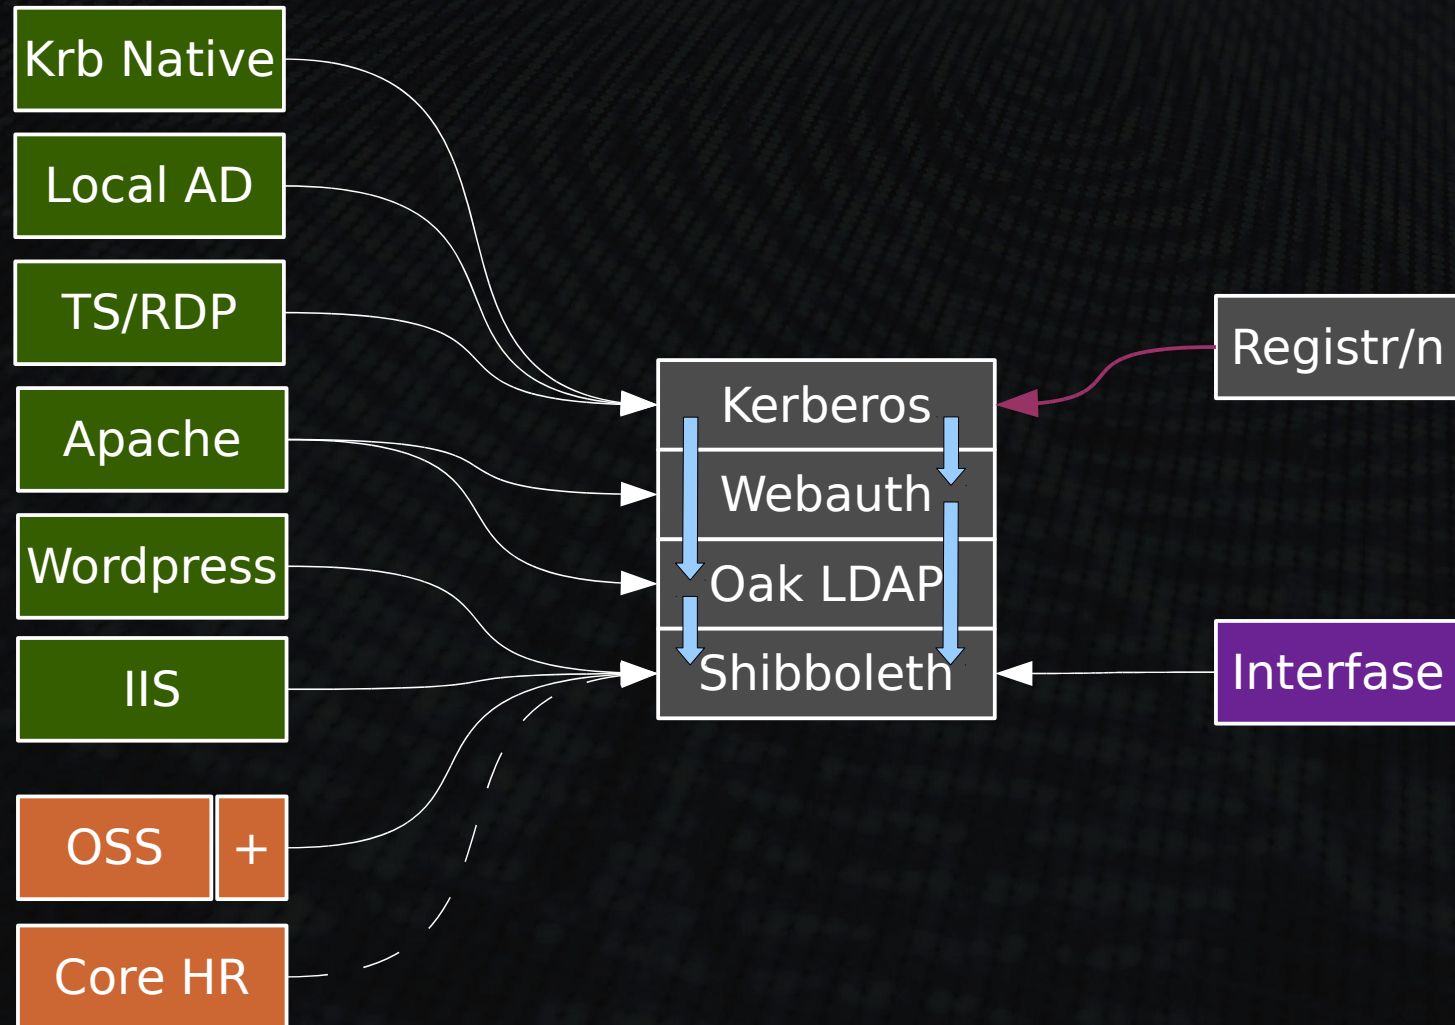 Krb Native
Local AD
TS/RDP
Apache
Wordpress
IIS
OSS +
Core HR
Kerberos
Webauth
Oak LDAP
Shibboleth
Registr/n
Interfase